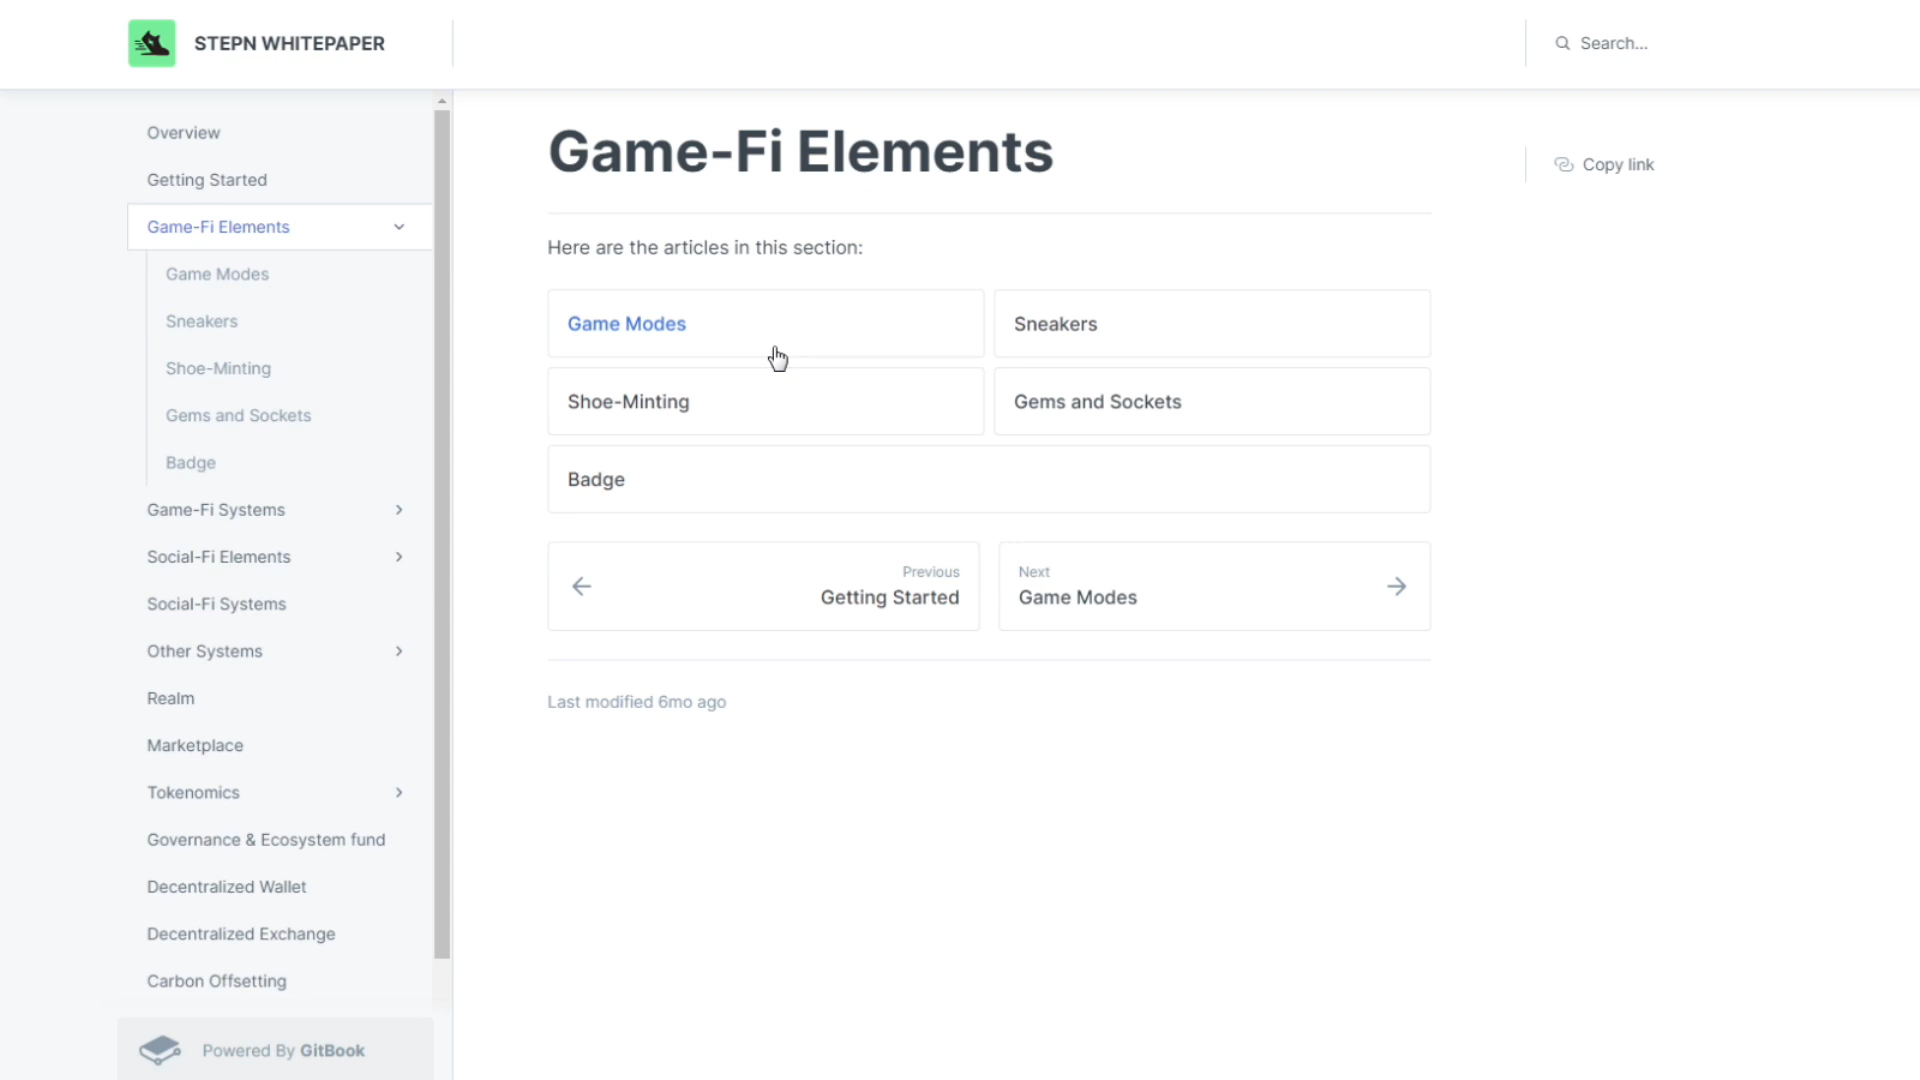 STEPN WHITEPAPER
Search...
Overview
Getting Started
Game-Fi Elements
Game Modes
Sneakers
Shoe-Minting
Gems and Sockets
Badge
Game-Fi Systems
Social-Fi Elements
Social-Fi Systems
Other Systems
Realm
Marketplace
Tokenomics
Governance & Ecosystem fund
Decentralized Wallet
Decentralized Exchange
Carbon Offsetting
Powered By GitBook
Game-Fi Elements
Copy link
Here are the articles in this section:
Game Modes
Sneakers
Shoe-Minting
Gems and Sockets
Badge
Previous
Getting Started
Next
Game Modes
Last modified 6mo ago